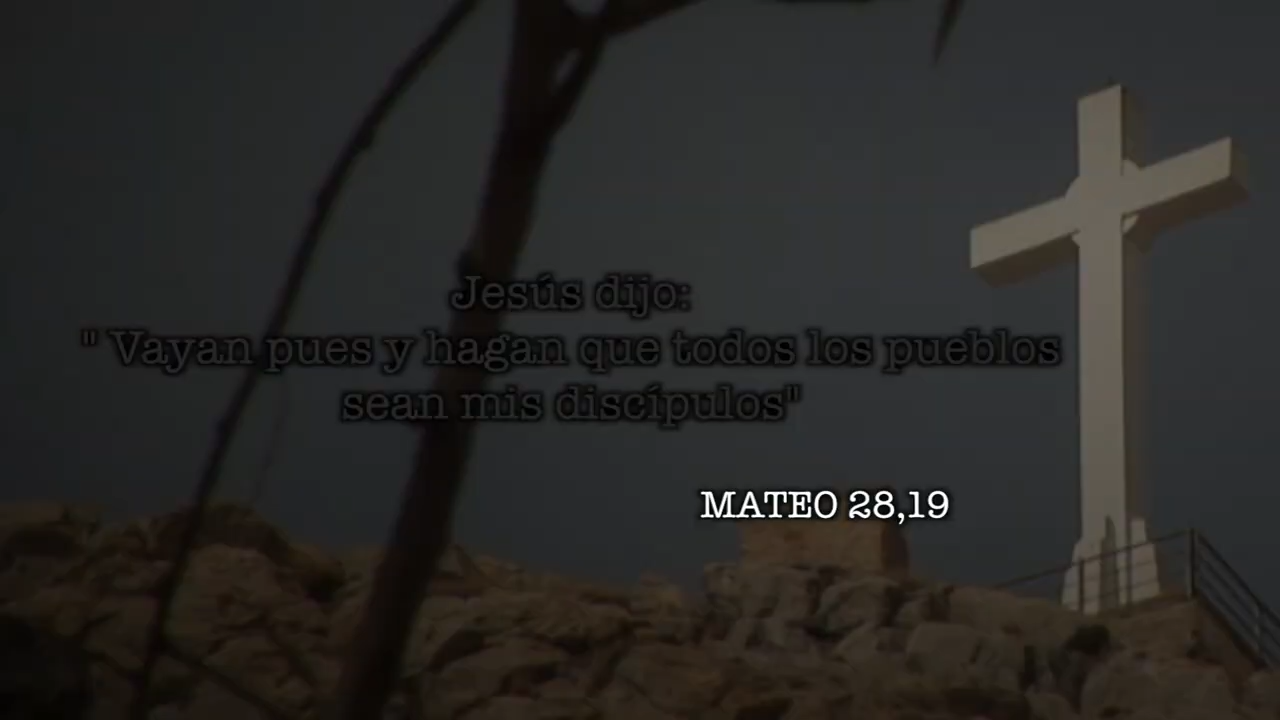 Jesús dijo:
" Vayan pues y hagan que todos los pueblos
sean mis discípulos"
MATEO 28,19